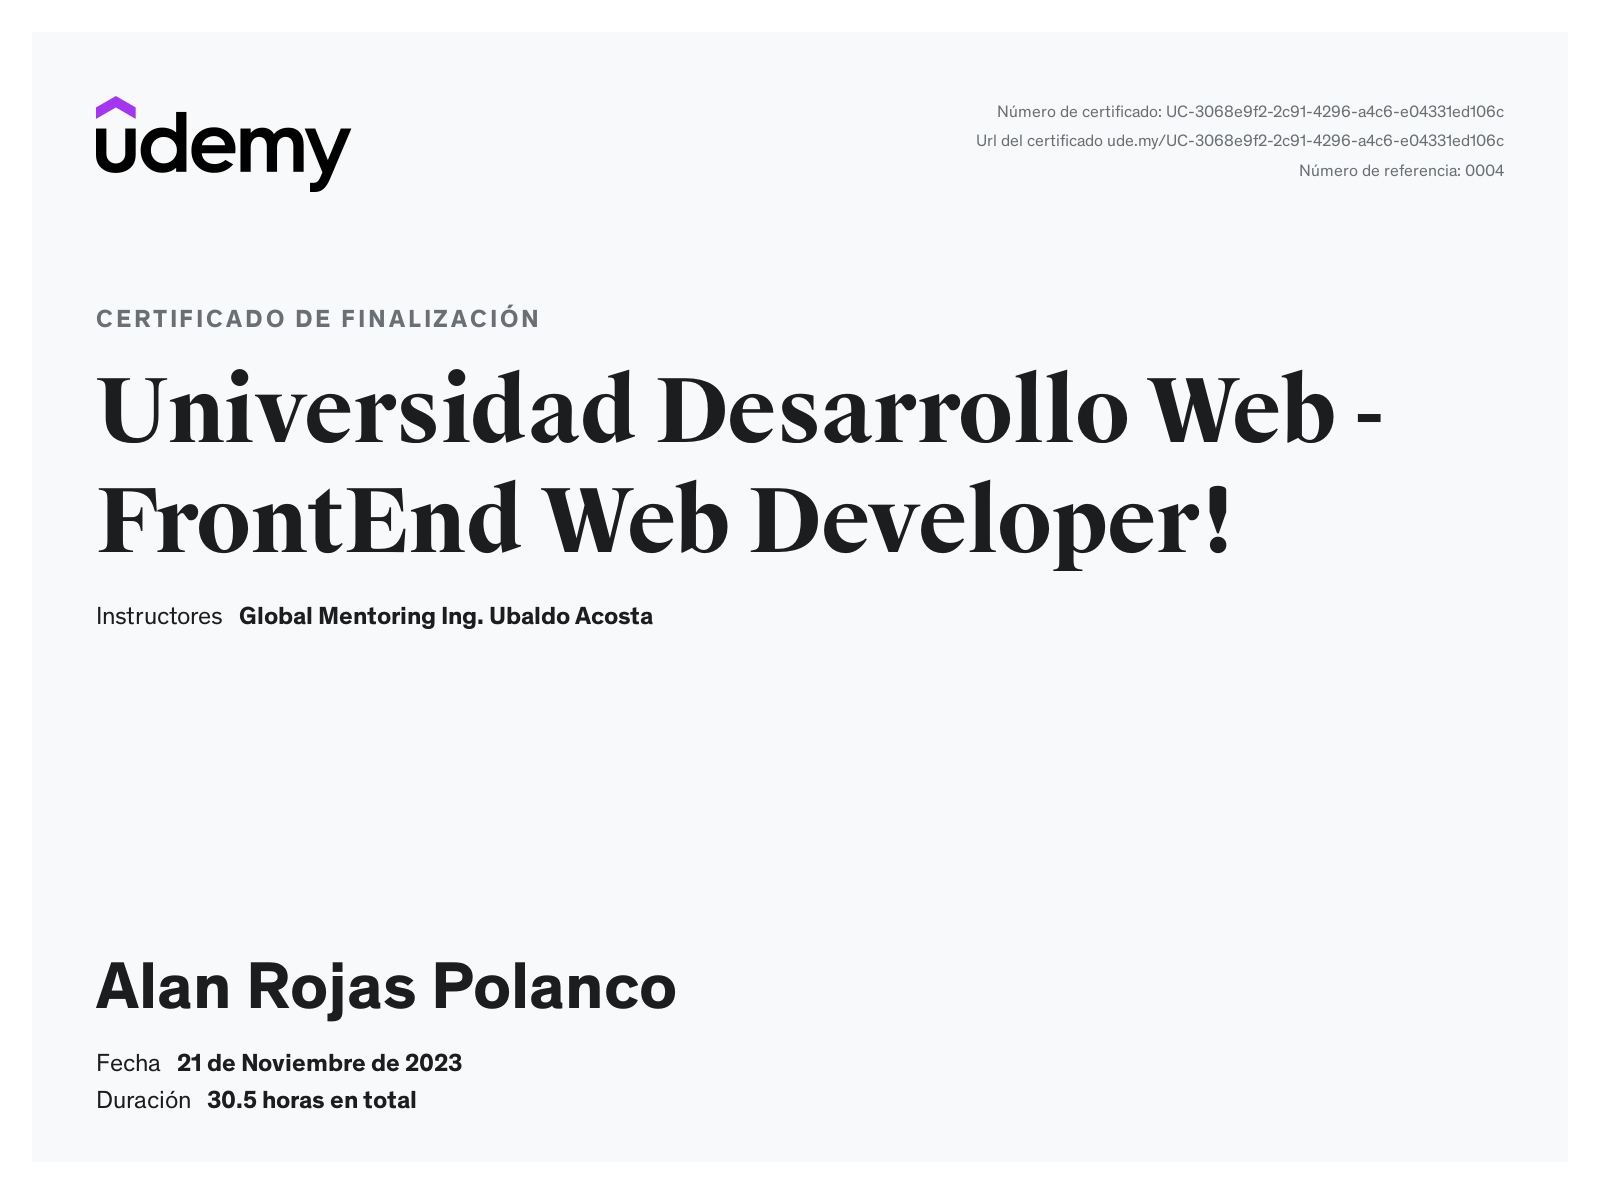 udemy
Número de certificado: UC-3068e9f2-2c91-4296-a4c6-e04331ed106c
Url del certificado ude.my/UC-3068e9f2-2c91-4296-a4c6-e04331ed106c
Número de referencia: 0004
CERTIFICADO DE FINALIZACIÓN
Universidad Desarrollo Web -
FrontEnd Web Developer!
Instructores Global Mentoring Ing. Ubaldo Acosta
Alan Rojas Polanco
Fecha 21 de Noviembre de 2023
Duración 30.5 horas en total